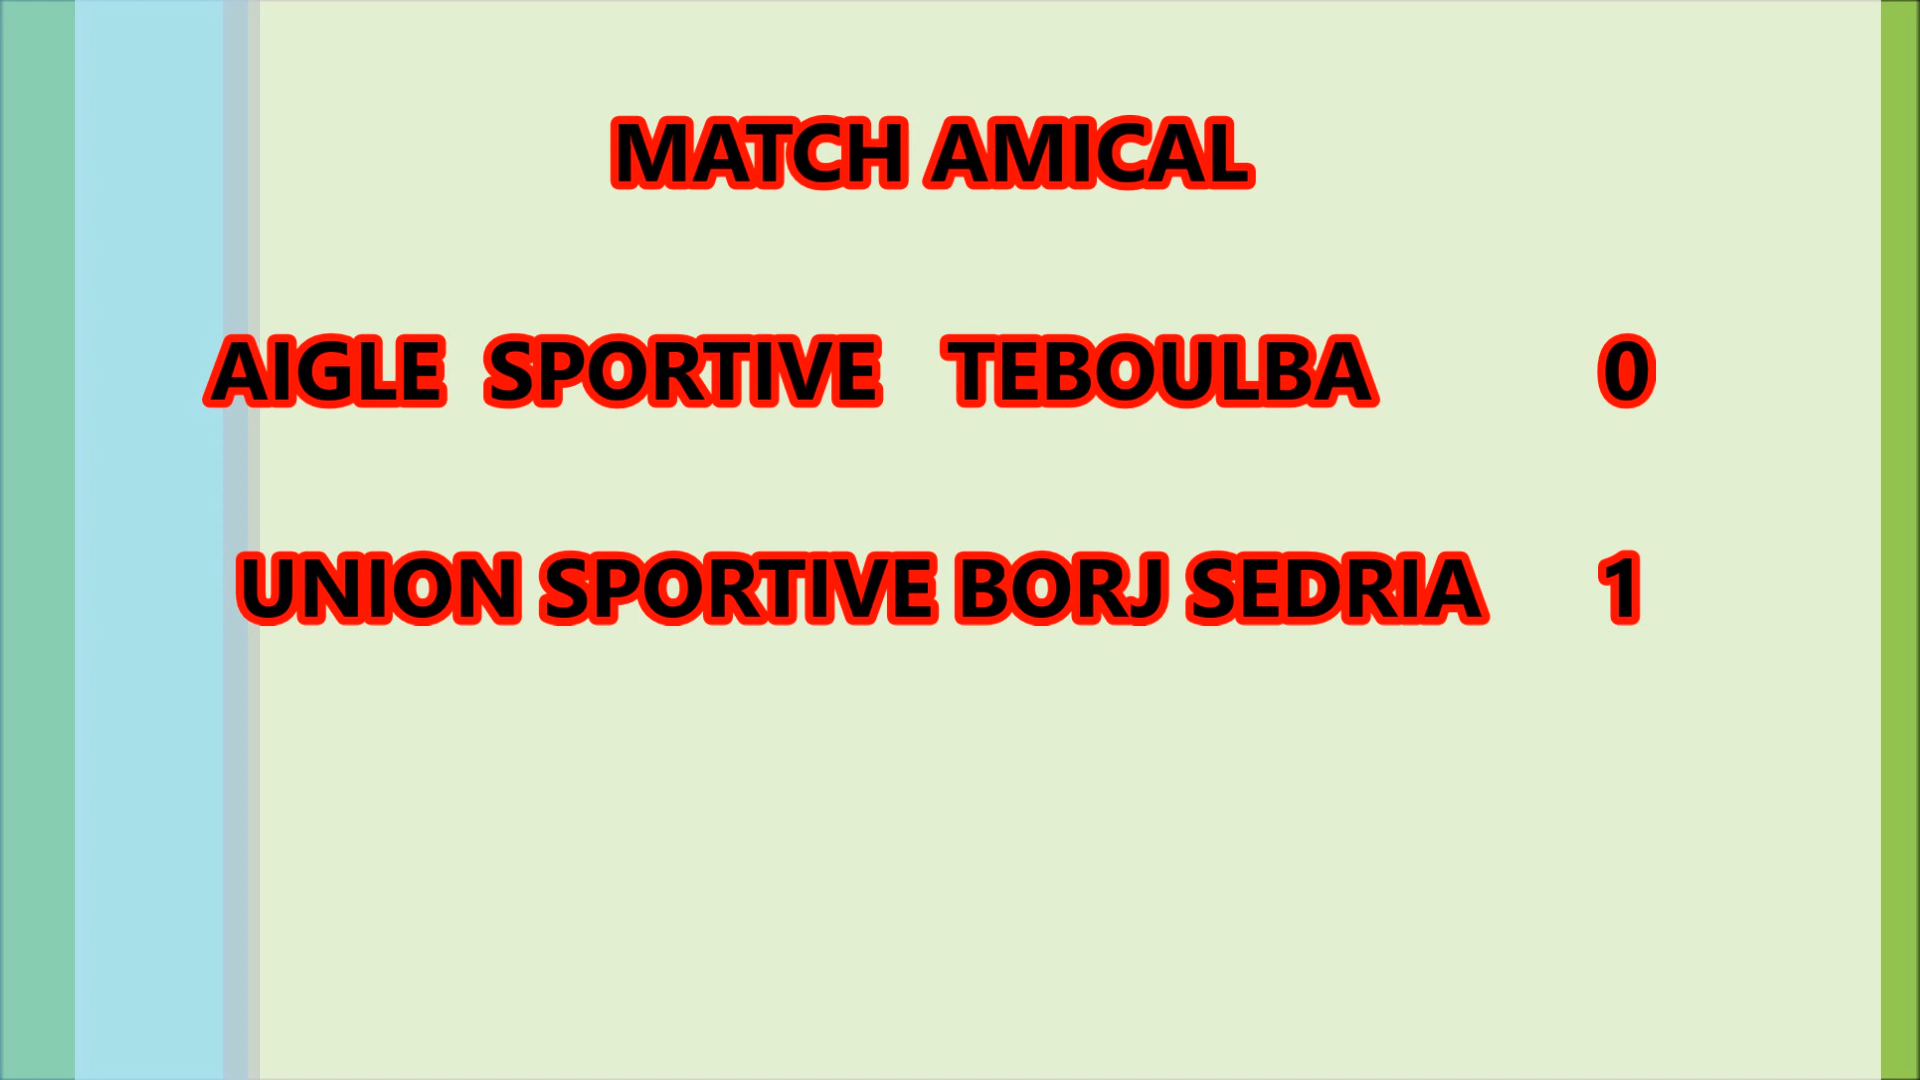 MATCH AMICAL
AIGLE SPORTIVE TEBOULBA 0
UNION SPORTIVE BORJ SEDRIA 1